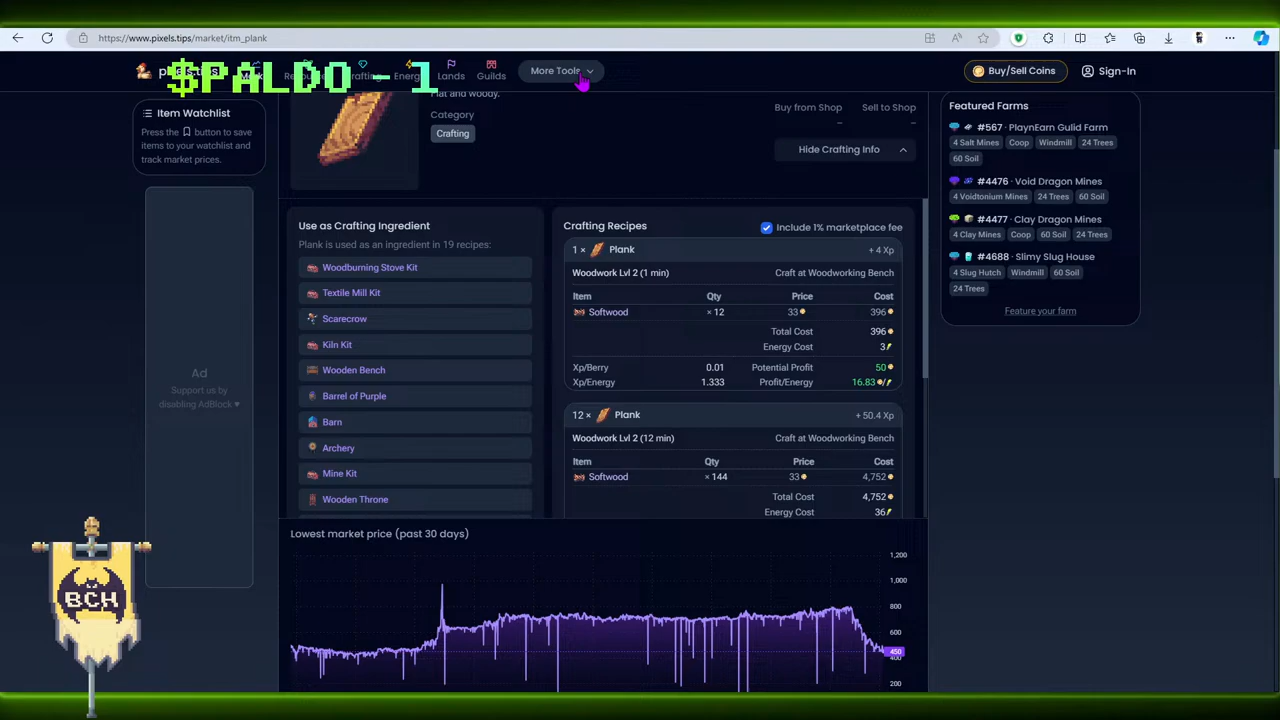 https://www.pixels.tips/market/itm_plank
pixels.tips
$PALDO -1
Lands
Guilds
More Tools
Buy/Sell Coins
Sign-In
Item Watchlist
Press the button to save
items to your watchlist and
track market prices.
Ad
Support us by
disabling AdBlock ♥
BCH
Flat and woody.
Category
Crafting
Buy from Shop
Sell to Shop
–
–
Hide Crafting Info
Use as Crafting Ingredient
Plank is used as an ingredient in 19 recipes:
Woodburning Stove Kit
Textile Mill Kit
Scarecrow
Kiln Kit
Wooden Bench
Barrel of Purple
Barn
Archery
Mine Kit
Wooden Throne
Crafting Recipes
Include 1% marketplace fee
1 × Plank
+ 4 Xp
Woodwork Lvl 2 (1 min)
Craft at Woodworking Bench
Item Qty Price Cost
Softwood × 12 33 396
Total Cost 396
Energy Cost 3
Xp/Berry 0.01 Potential Profit 50
Xp/Energy 1.333 Profit/Energy 16.83 /
12 × Plank
+ 50.4 Xp
Woodwork Lvl 2 (12 min)
Craft at Woodworking Bench
Item Qty Price Cost
Softwood × 144 33 4,752
Total Cost 4,752
Energy Cost 36
Lowest market price (past 30 days)
1,200
1,000
800
600
450
400
200
Featured Farms
#567 · PlaynEarn Guild Farm
4 Salt Mines Coop Windmill 24 Trees
60 Soil
#4476 · Void Dragon Mines
4 Voidtonium Mines 24 Trees 60 Soil
#4477 · Clay Dragon Mines
4 Clay Mines Coop 60 Soil 24 Trees
#4688 · Slimy Slug House
4 Slug Hutch Windmill 60 Soil
24 Trees
Feature your farm